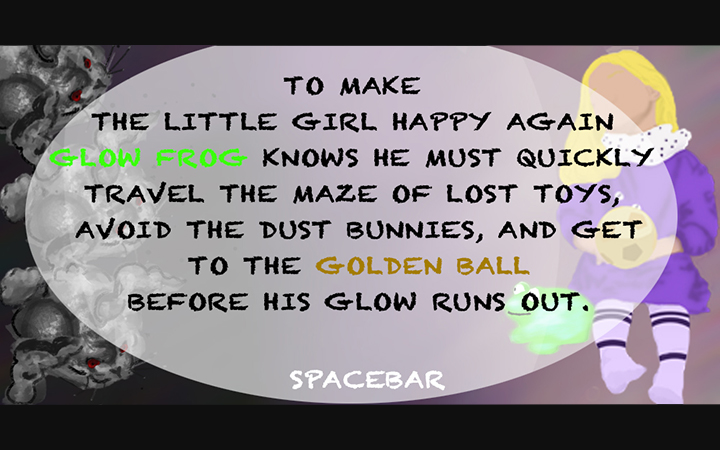 TO MAKE
THE LITTLE GIRL HAPPY AGAIN
GLOW FROG KNOWS HE MUST QUICKLY
TRAVEL THE MAZE OF LOST TOYS,
AVOID THE DUST BUNNIES, AND GET
TO THE GOLDEN BALL
BEFORE HIS GLOW RUNS OUT.
SPACEBAR